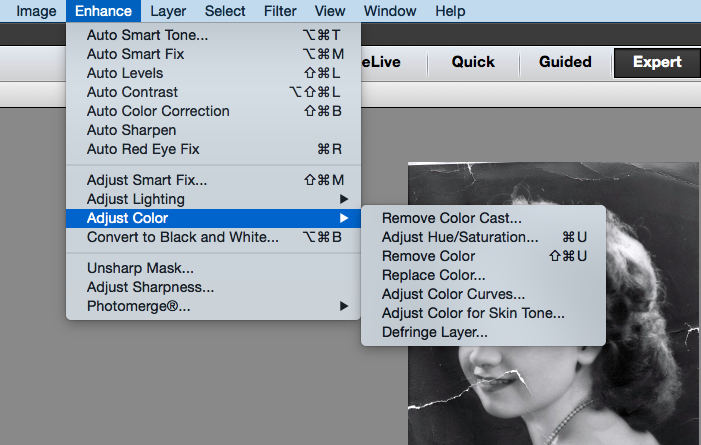 Image Enhance Layer Select Filter View Window Help
eLive Quick Guided Expert
Auto Smart Tone... ⌥⌘T
Auto Smart Fix ⌥⌘M
Auto Levels ⇧⌘L
Auto Contrast ⌥⇧⌘L
Auto Color Correction ⇧⌘B
Auto Sharpen
Auto Red Eye Fix ⌘R
Adjust Smart Fix... ⇧⌘M
Adjust Lighting
Adjust Color
Convert to Black and White... ⌥⌘B
Unsharp Mask...
Adjust Sharpness...
Photomerge®...
Remove Color Cast...
Adjust Hue/Saturation... ⌘U
Remove Color ⇧⌘U
Replace Color...
Adjust Color Curves...
Adjust Color for Skin Tone...
Defringe Layer...